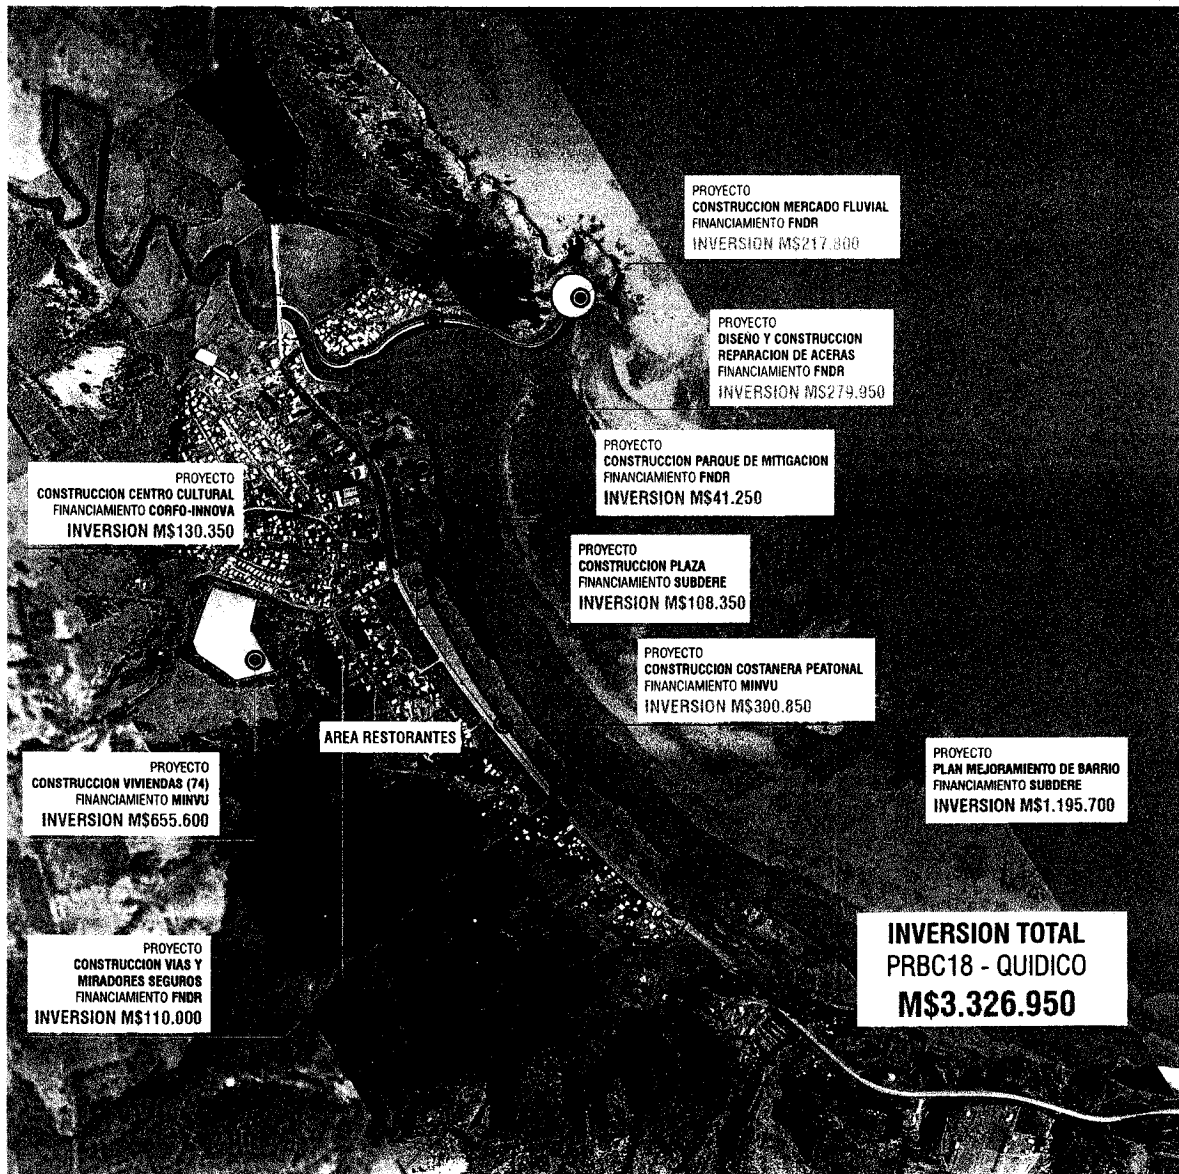 PROYECTO
CONSTRUCCION MERCADO FLUVIAL
FINANCIAMIENTO FNDR
INVERSION M$217.800
PROYECTO
DISEÑO Y CONSTRUCCION
REPARACION DE ACERAS
FINANCIAMIENTO FNDR
INVERSION M$279.950
PROYECTO
CONSTRUCCION PARQUE DE MITIGACION
FINANCIAMIENTO FNDR
INVERSION M$41.250
PROYECTO
CONSTRUCCION CENTRO CULTURAL
FINANCIAMIENTO CORFO-INNOVA
INVERSION M$130.350
PROYECTO
CONSTRUCCION PLAZA
FINANCIAMIENTO SUBDERE
INVERSION M$108.350
PROYECTO
CONSTRUCCION COSTANERA PEATONAL
FINANCIAMIENTO MINVU
INVERSION M$300.850
AREA RESTORANTES
PROYECTO
CONSTRUCCION VIVIENDAS (74)
FINANCIAMIENTO MINVU
INVERSION M$655.600
PROYECTO
PLAN MEJORAMIENTO DE BARRIO
FINANCIAMIENTO SUBDERE
INVERSION M$1.195.700
PROYECTO
CONSTRUCCION VIAS Y
MIRADORES SEGUROS
FINANCIAMIENTO FNDR
INVERSION M$110.000
INVERSION TOTAL
PRBC18 - QUIDICO
M$3.326.950